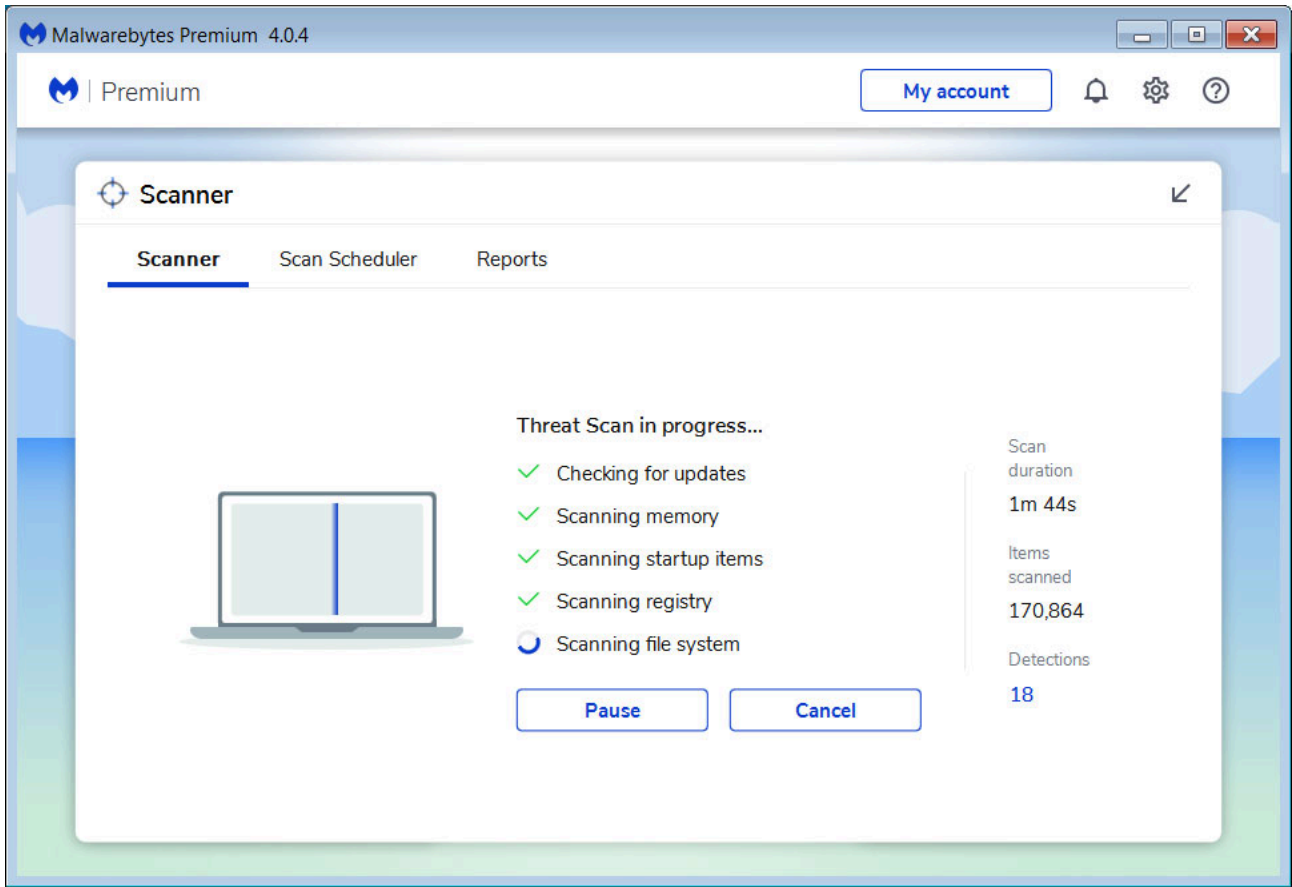 Malwarebytes Premium 4.0.4
Premium
My account
Scanner
Scanner Scan Scheduler Reports
Threat Scan in progress...
Checking for updates
Scanning memory
Scanning startup items
Scanning registry
Scanning file system
Pause Cancel
Scan
duration
1m 44s
Items
scanned
170,864
Detections
18